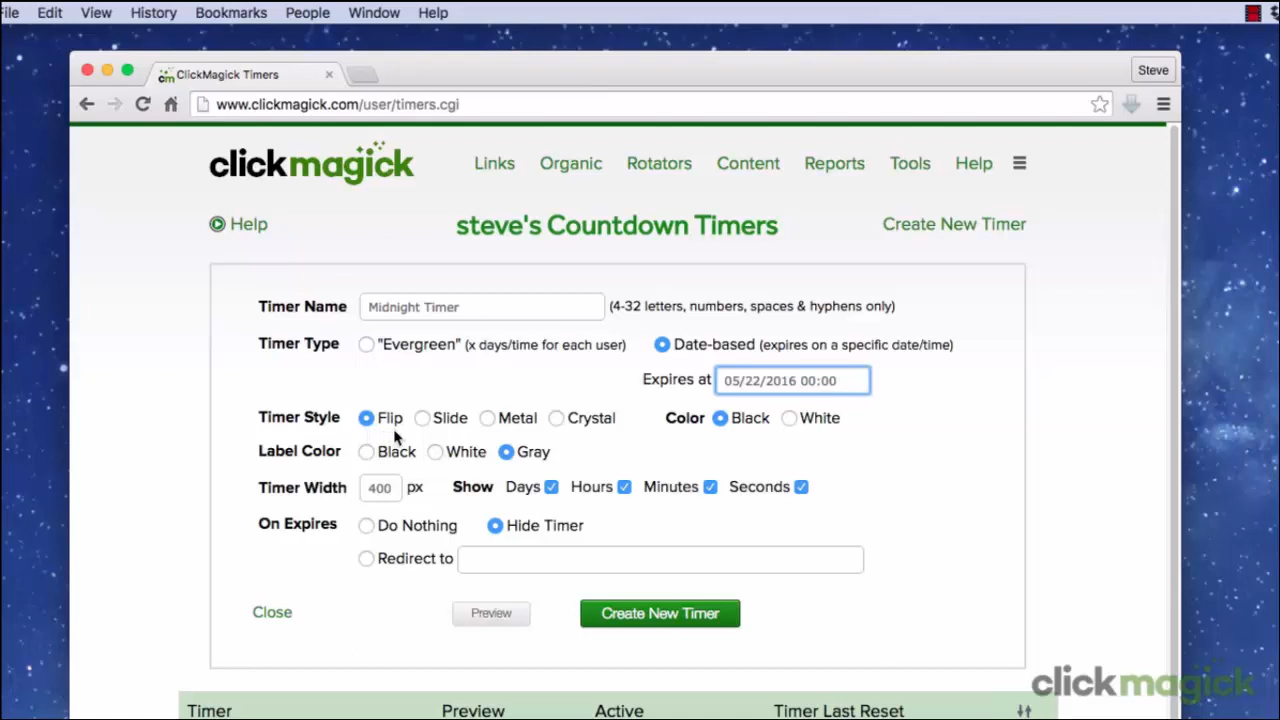 File Edit View History Bookmarks People Window Help
ClickMagick Timers
Steve
www.clickmagick.com/user/timers.cgi
clickmagick Links Organic Rotators Content Reports Tools Help
Help steve's Countdown Timers Create New Timer
Timer Name Midnight Timer (4-32 letters, numbers, spaces & hyphens only)
Timer Type "Evergreen" (x days/time for each user) Date-based (expires on a specific date/time)
Expires at 05/22/2016 00:00
Timer Style Flip Slide Metal Crystal Color Black White
Label Color Black White Gray
Timer Width 400 px Show Days Hours Minutes Seconds
On Expires Do Nothing Hide Timer
Redirect to
Close Preview Create New Timer
clickmagick
Timer Preview Active Timer Last Reset